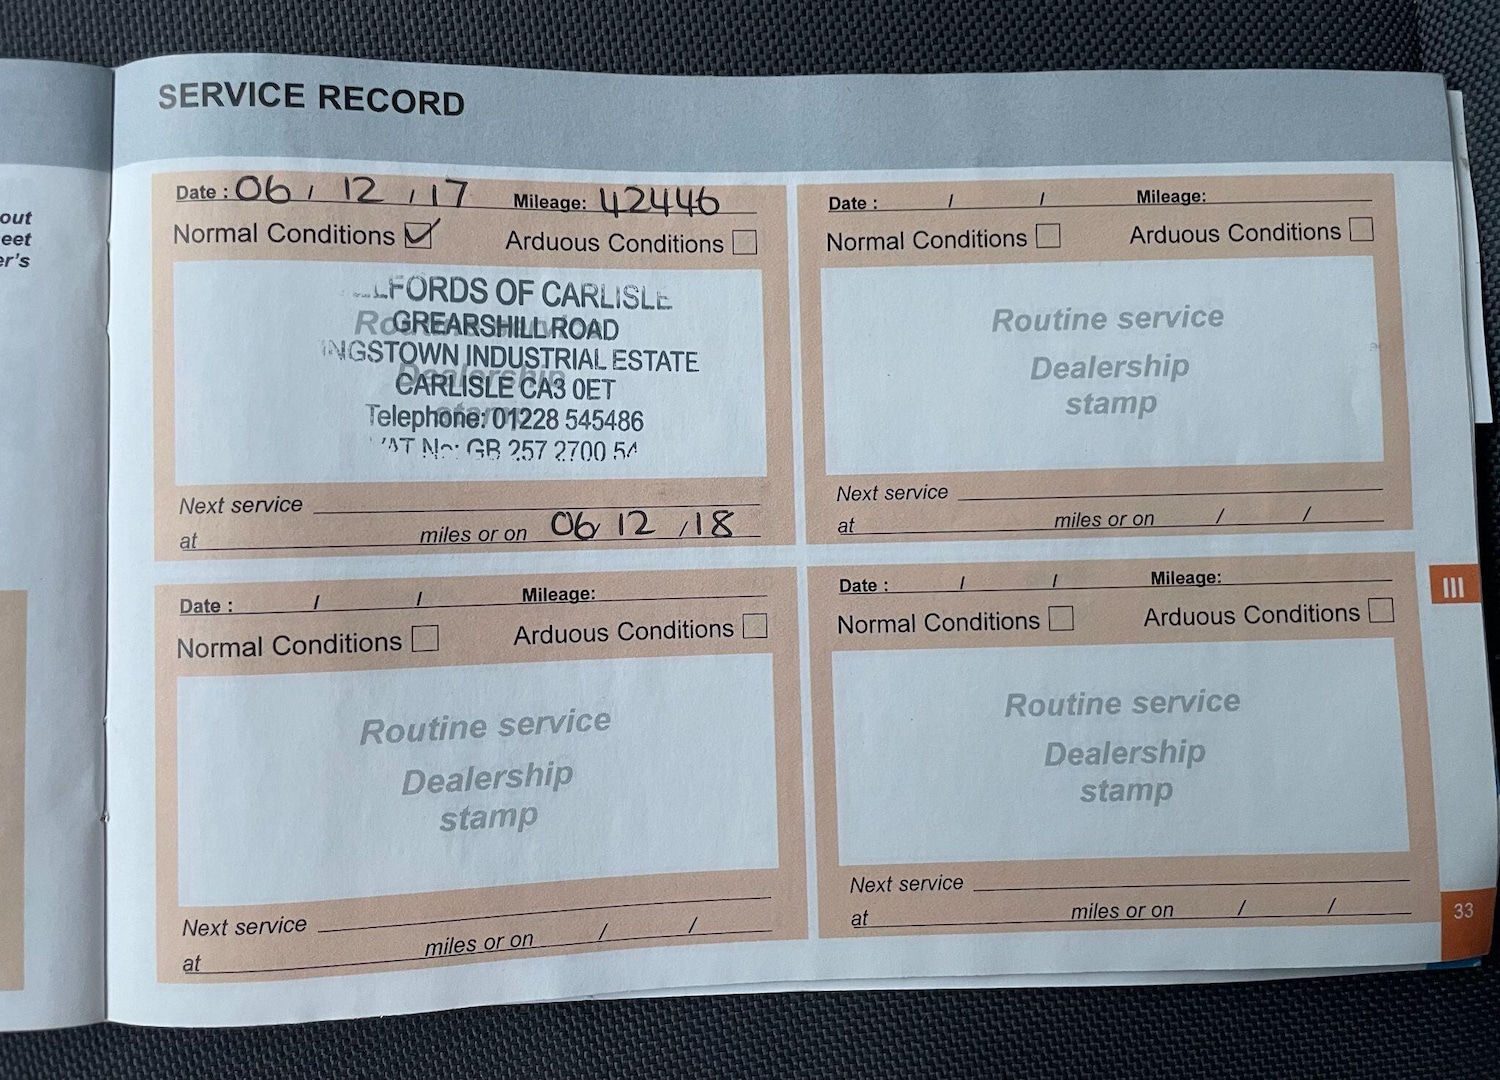 SERVICE RECORD
out
eet
er's
Date : 06 / 12 / 17 Mileage: 42446
Normal Conditions Arduous Conditions
OF CARLISLE
GREARSHILL ROAD
INDUSTRIAL ESTATE
CARLISLE CA3 0ET
Telephone: 01228 545486
GB 257 2700 54
Routine service
Dealership
stamp
Next service
at miles or on 06 / 12 / 18
Date : / / Mileage:
Normal Conditions Arduous Conditions
Routine service
Dealership
stamp
Next service
at miles or on / /
Date : / / Mileage:
Normal Conditions Arduous Conditions
Routine service
Dealership
stamp
Next service
at miles or on / /
Date : / / Mileage:
Normal Conditions Arduous Conditions
Routine service
Dealership
stamp
Next service
at miles or on / /
III
33